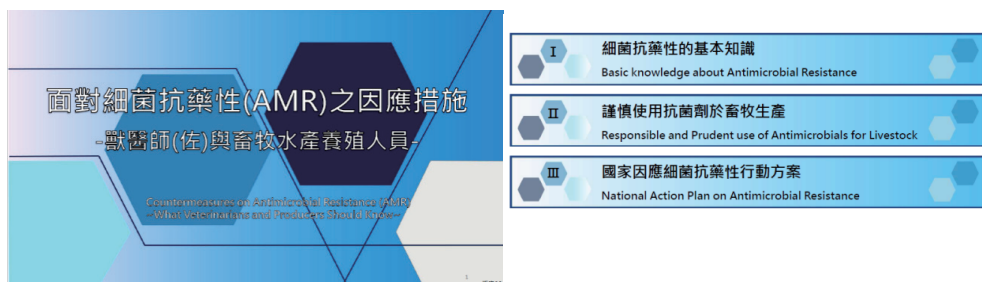 面對細菌抗藥性(AMR)之因應措施
-獸醫師(佐)與畜牧水產養殖人員-
Countermeasures on Antimicrobial Resistance (AMR)
--What Veterinarians and Producers Should Know--
1
I
細菌抗藥性的基本知識
Basic knowledge about Antimicrobial Resistance
II
謹慎使用抗菌劑於畜牧生產
Responsible and Prudent use of Antimicrobials for Livestock
III
國家因應細菌抗藥性行動方案
National Action Plan on Antimicrobial Resistance